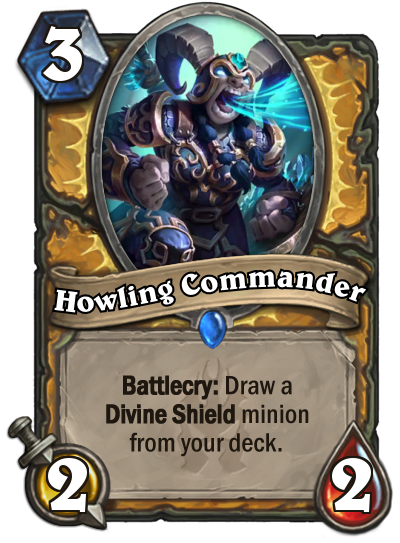 3
Howling Commander
Battlecry: Draw a
Divine Shield minion
from your deck.
2
2